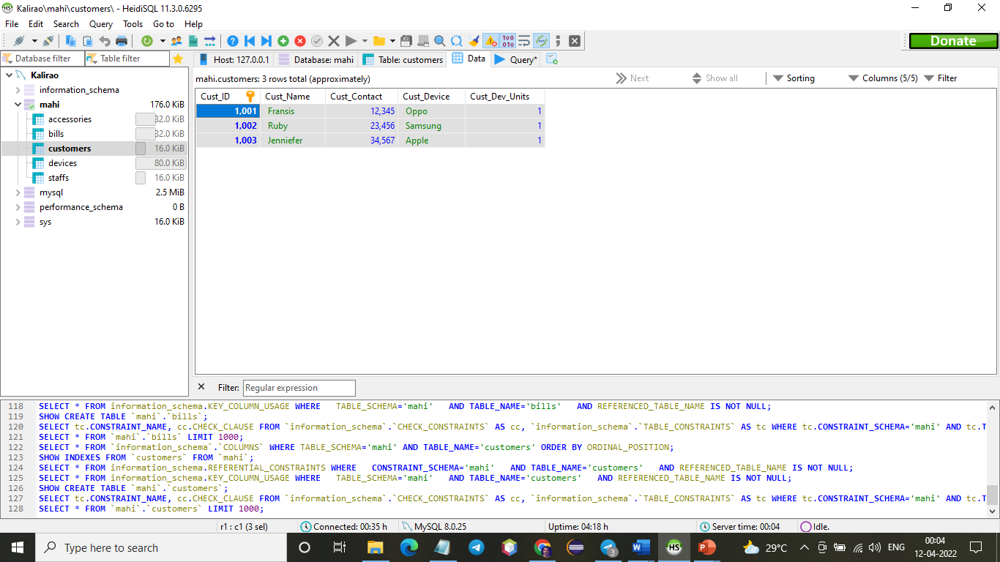 Kalirao\mahi\customers\ - HeidiSQL 11.3.0.6295
File Edit Search Query Tools Go to Help
Donate
Database filter Table filter
Host: 127.0.0.1 Database: mahi Table: customers Data Query*
Kalirao
information_schema
mahi 176.0 KiB
accessories 32.0 KiB
bills 32.0 KiB
customers 16.0 KiB
devices 80.0 KiB
staffs 16.0 KiB
mysql 2.5 MiB
performance_schema 0 B
sys 16.0 KiB
mahi.customers: 3 rows total (approximately) Next Show all Sorting Columns (5/5) Filter
Cust_ID Cust_Name Cust_Contact Cust_Device Cust_Dev_Units
1,001 Fransis 12,345 Oppo 1
1,002 Ruby 23,456 Samsung 1
1,003 Jenniefer 34,567 Apple 1
Filter: Regular expression
118 SELECT * FROM information_schema.KEY_COLUMN_USAGE WHERE TABLE_SCHEMA='mahi' AND TABLE_NAME='bills' AND REFERENCED_TABLE_NAME IS NOT NULL;
119 SHOW CREATE TABLE `mahi`.`bills`;
120 SELECT tc.CONSTRAINT_NAME, cc.CHECK_CLAUSE FROM `information_schema`.`CHECK_CONSTRAINTS` AS cc, `information_schema`.`TABLE_CONSTRAINTS` AS tc WHERE tc.CONSTRAINT_SCHEMA='mahi' AND tc.T
121 SELECT * FROM `mahi`.`bills` LIMIT 1000;
122 SELECT * FROM `information_schema`.`COLUMNS` WHERE TABLE_SCHEMA='mahi' AND TABLE_NAME='customers' ORDER BY ORDINAL_POSITION;
123 SHOW INDEXES FROM `customers` FROM `mahi`;
124 SELECT * FROM information_schema.REFERENTIAL_CONSTRAINTS WHERE CONSTRAINT_SCHEMA='mahi' AND TABLE_NAME='customers' AND REFERENCED_TABLE_NAME IS NOT NULL;
125 SELECT * FROM information_schema.KEY_COLUMN_USAGE WHERE TABLE_SCHEMA='mahi' AND TABLE_NAME='customers' AND REFERENCED_TABLE_NAME IS NOT NULL;
126 SHOW CREATE TABLE `mahi`.`customers`;
127 SELECT tc.CONSTRAINT_NAME, cc.CHECK_CLAUSE FROM `information_schema`.`CHECK_CONSTRAINTS` AS cc, `information_schema`.`TABLE_CONSTRAINTS` AS tc WHERE tc.CONSTRAINT_SCHEMA='mahi' AND tc.T
128 SELECT * FROM `mahi`.`customers` LIMIT 1000;
r1 : c1 (3 sel) Connected: 00:35 h MySQL 8.0.25 Uptime: 04:18 h Server time: 00:04 Idle.
Type here to search 3 HS 29°C ENG 00:04
12-04-2022